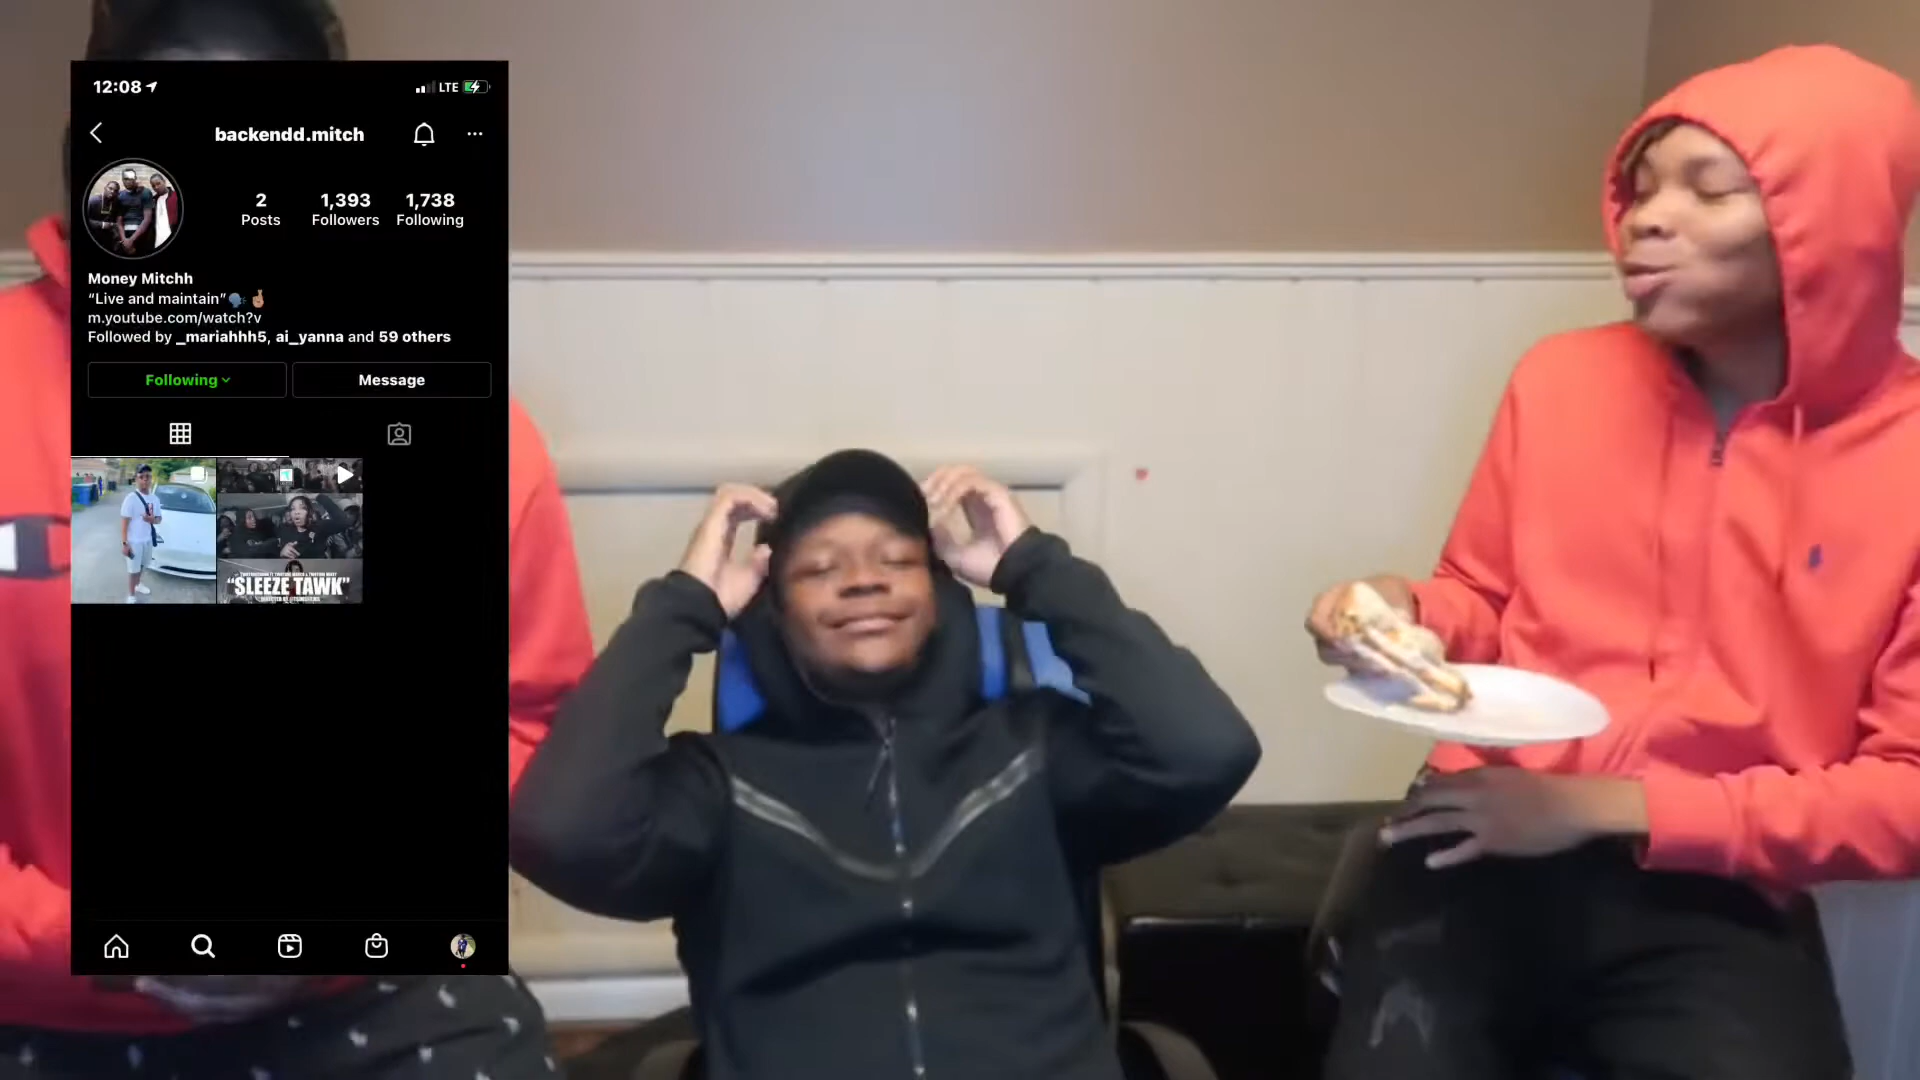 12:08
LTE
backendd.mitch
2
1,393
1,738
Posts
Followers
Following
Money Mitchh
“Live and maintain”🗣️🤞🏽
m.youtube.com/watch?v
Followed by _mariahhh5, ai_yanna and 59 others
Following
Message
“SLEEZE TAWK”